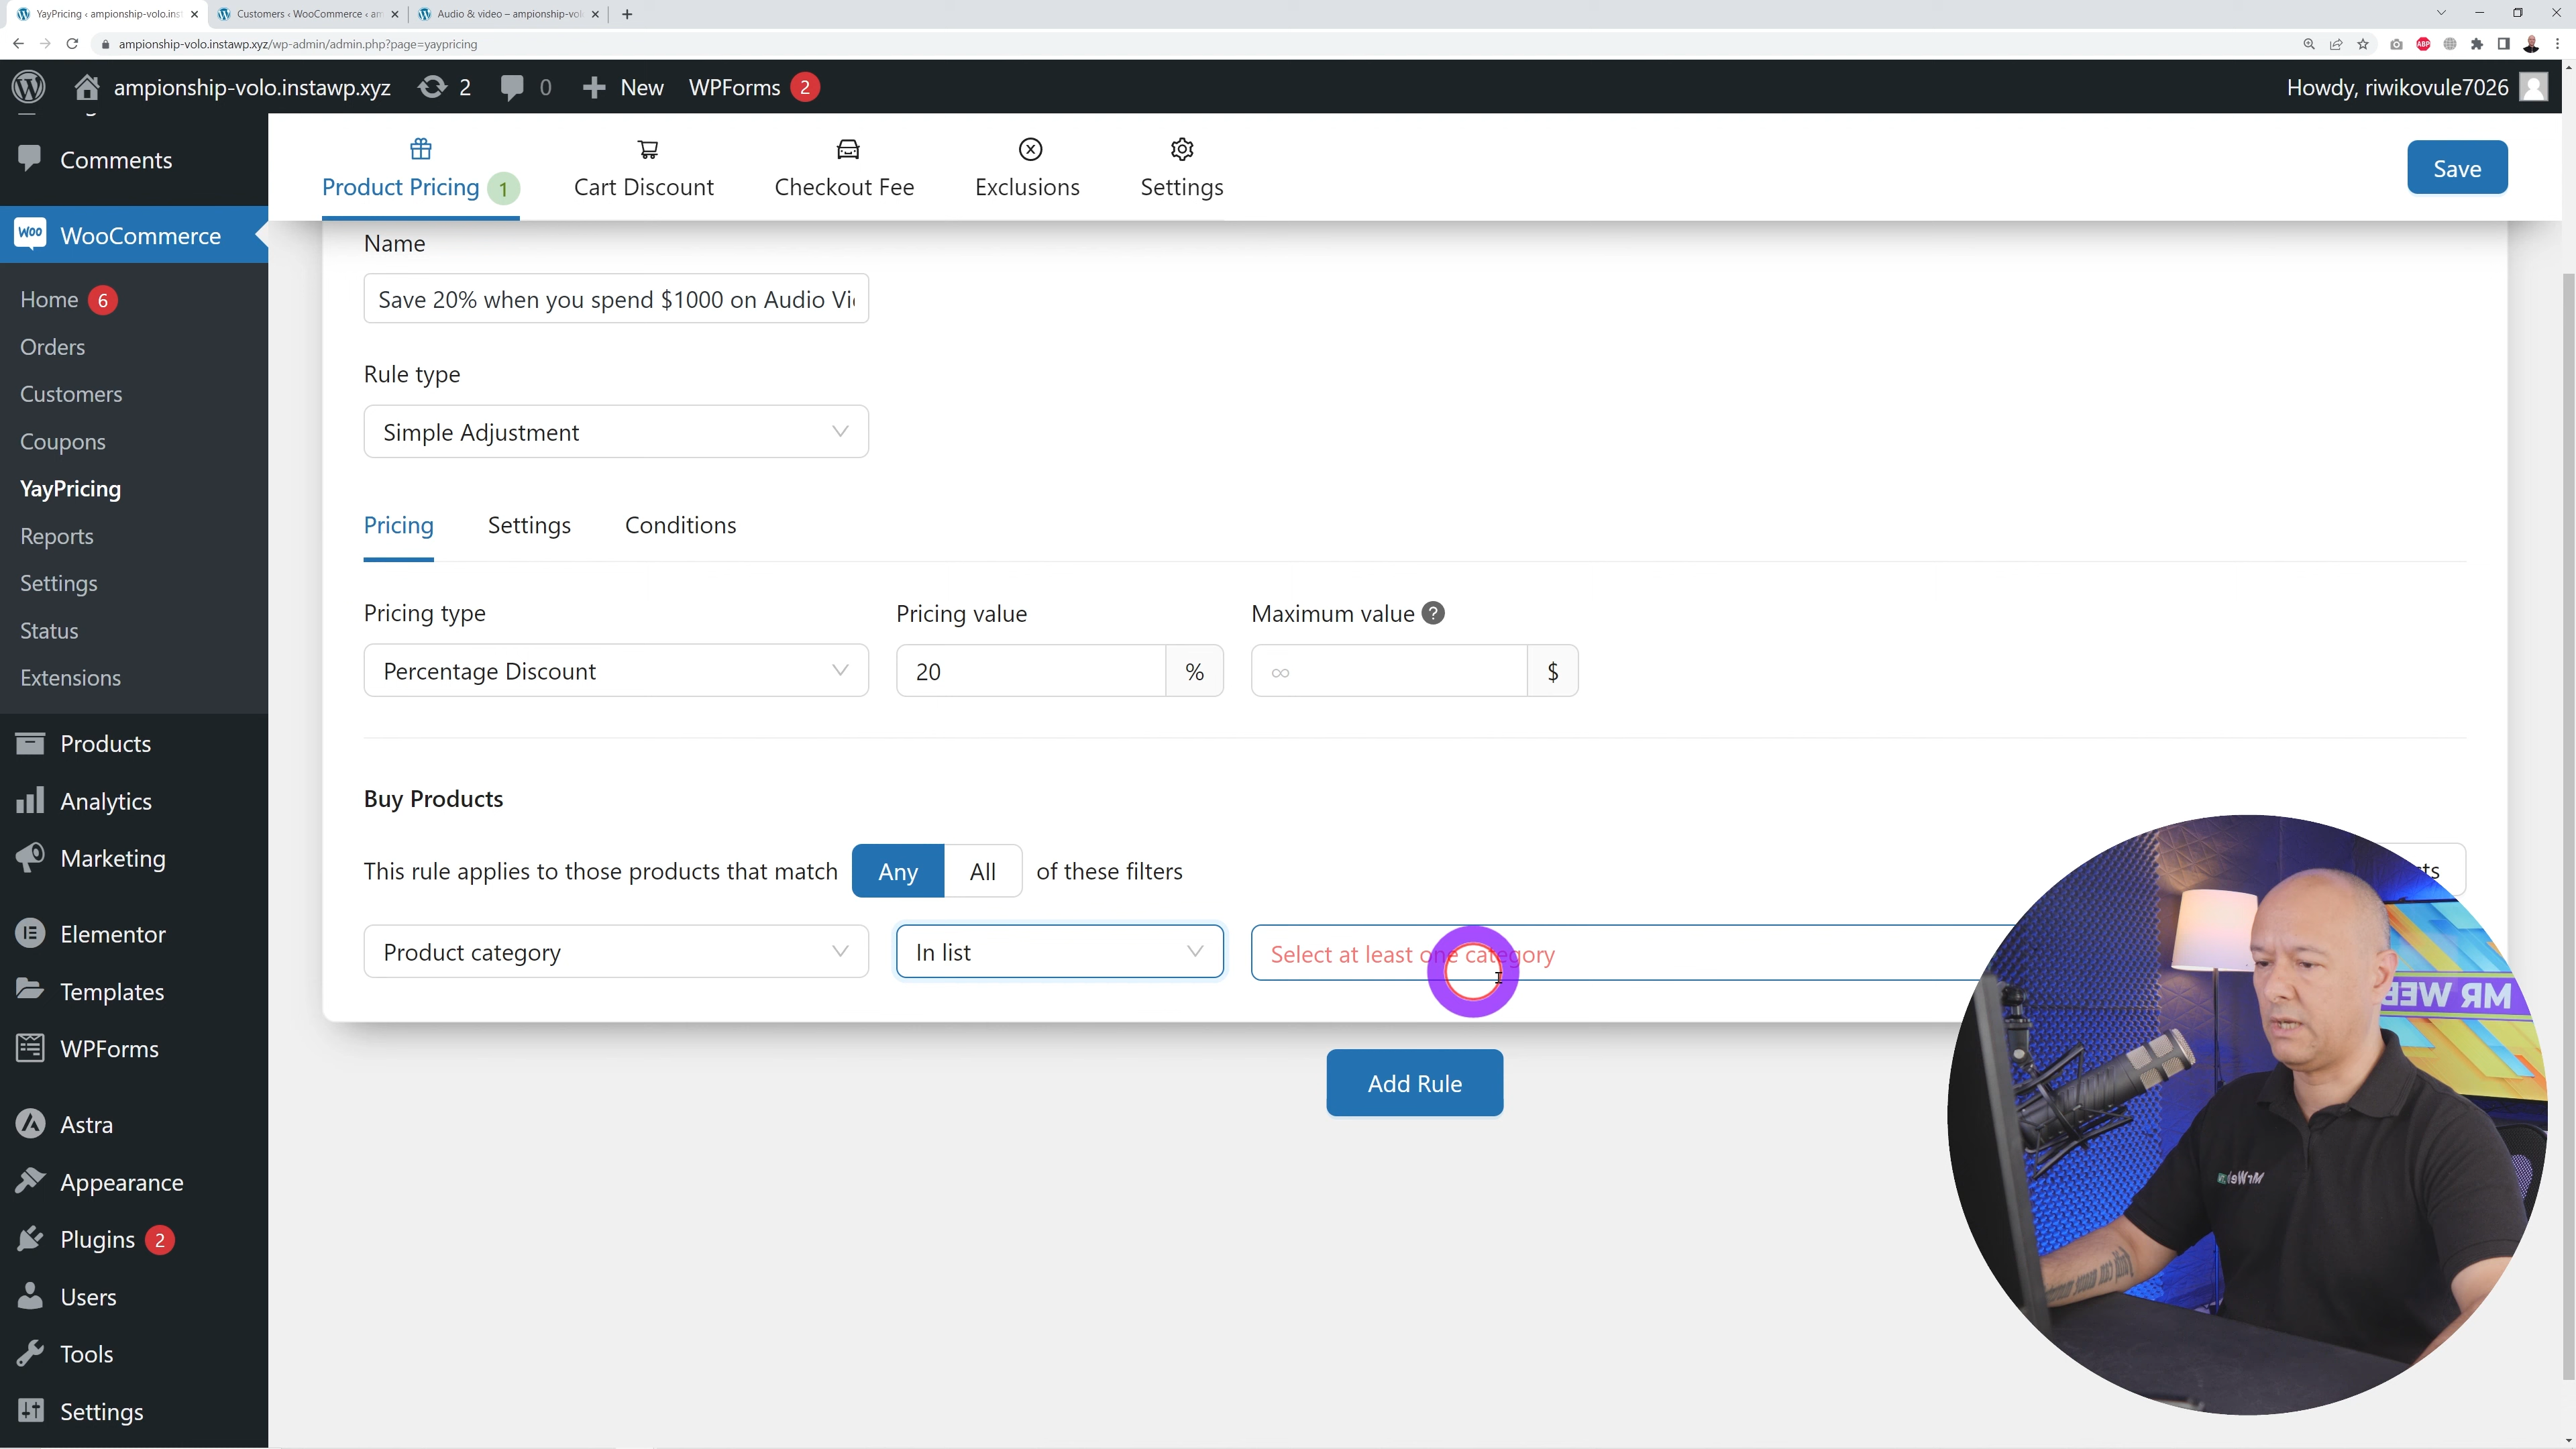 YayPricing ‹ ampionship-volo.inst
Customers ‹ WooCommerce ‹ am
Audio & video – ampionship-vol
ampionship-volo.instawp.xyz/wp-admin/admin.php?page=yaypricing
ABP
ampionship-volo.instawp.xyz
2
0
New
WPForms 2
Howdy, riwikovule7026
Comments
WooCommerce
Home 6
Orders
Customers
Coupons
YayPricing
Reports
Settings
Status
Extensions
Products
Analytics
Marketing
Elementor
Templates
WPForms
Astra
Appearance
Plugins 2
Users
Tools
Settings
Product Pricing 1
Cart Discount
Checkout Fee
Exclusions
Settings
Save
Name
Save 20% when you spend $1000 on Audio Vi
Rule type
Simple Adjustment
Pricing
Settings
Conditions
Pricing type
Pricing value
Maximum value ?
Percentage Discount
20 %
∞ $
Buy Products
This rule applies to those products that match Any All of these filters
ts
Product category
In list
Select at least one category
Add Rule
MR WEB